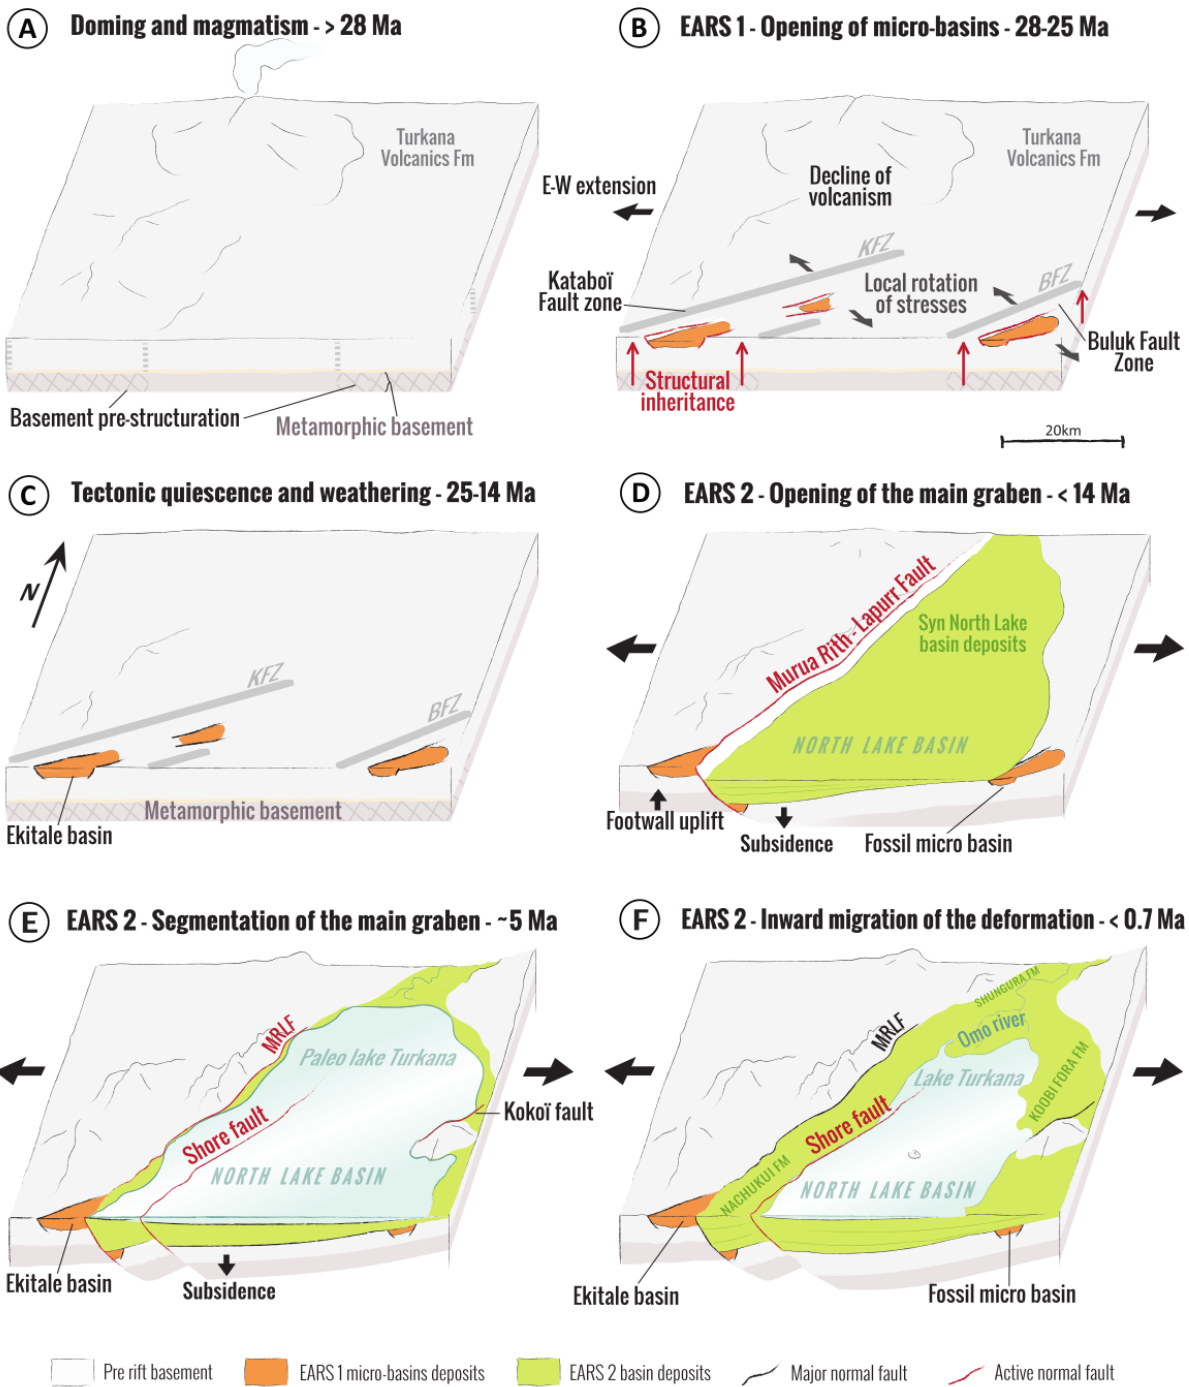 A Doming and magmatism - > 28 Ma
Turkana
Volcanics Fm
Basement pre-structuration
Metamorphic basement
B EARS 1 - Opening of micro-basins - 28-25 Ma
Turkana
Volcanics Fm
E-W extension
Decline of
volcanism
KFZ
Kataboï
Fault zone
Local rotation
of stresses
BFZ
Buluk Fault
Zone
Structural
inheritance
20km
C Tectonic quiescence and weathering - 25-14 Ma
N
KFZ
BFZ
Metamorphic basement
Ekitale basin
D EARS 2 - Opening of the main graben - < 14 Ma
Murua Rith - Lapurr Fault
Syn North Lake
basin deposits
NORTH LAKE BASIN
Footwall uplift
Subsidence
Fossil micro basin
E EARS 2 - Segmentation of the main graben - ~5 Ma
MRLF
Paleo lake Turkana
Kokoï fault
Shore fault
NORTH LAKE BASIN
Ekitale basin
Subsidence
F EARS 2 - Inward migration of the deformation - < 0.7 Ma
SHUNGURA FM
MRLF
Omo river
Lake Turkana
KOOBI FORA FM
Shore fault
NACHUKUI FM
NORTH LAKE BASIN
Ekitale basin
Fossil micro basin
Pre rift basement
EARS 1 micro-basins deposits
EARS 2 basin deposits
Major normal fault
Active normal fault